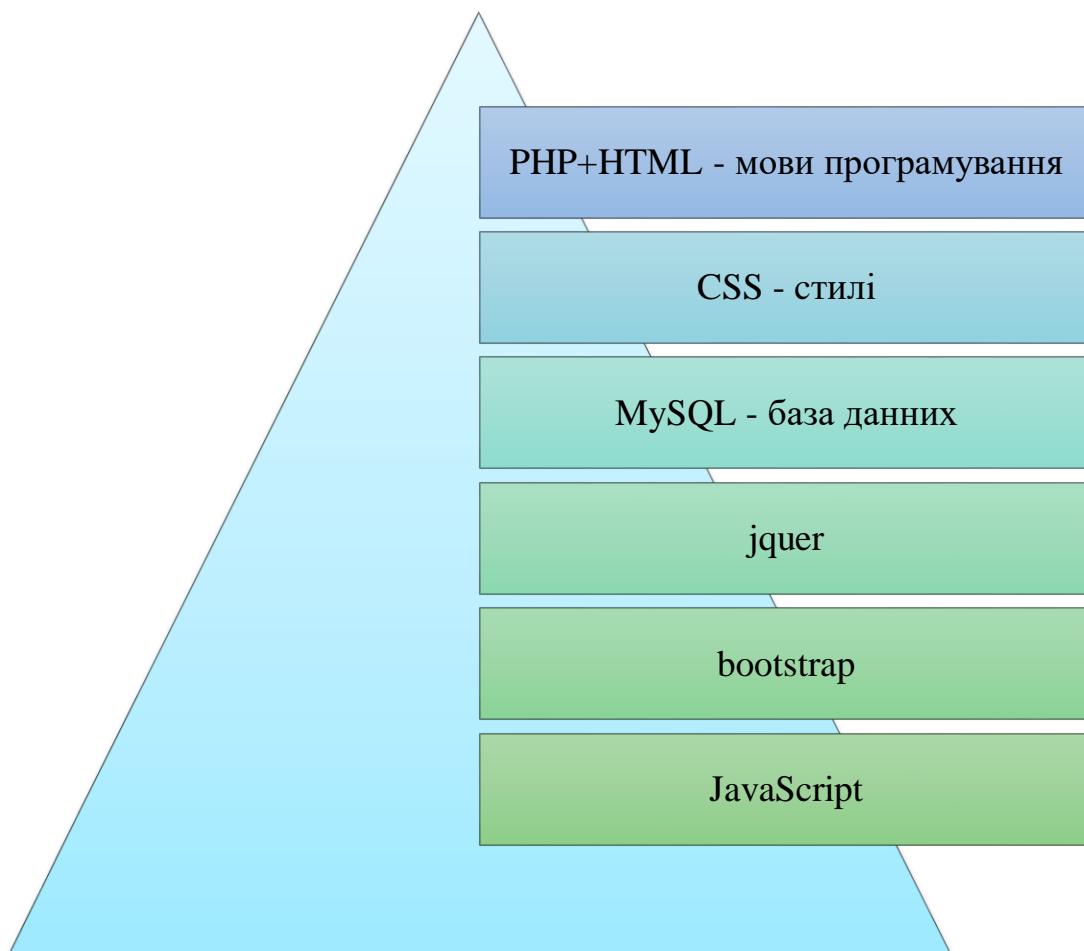 PHP+HTML - мови програмування
CSS - стилі
MySQL - база данних
jquer
bootstrap
JavaScript